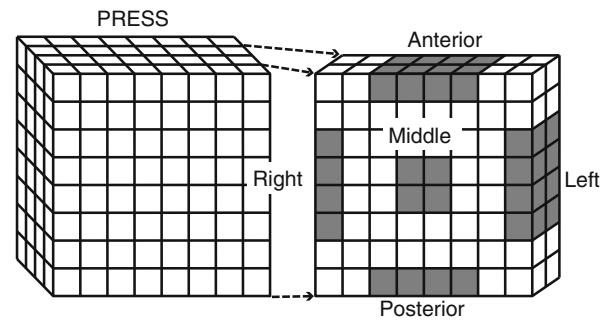 PRESS
Anterior
Middle
Right
Left
Posterior